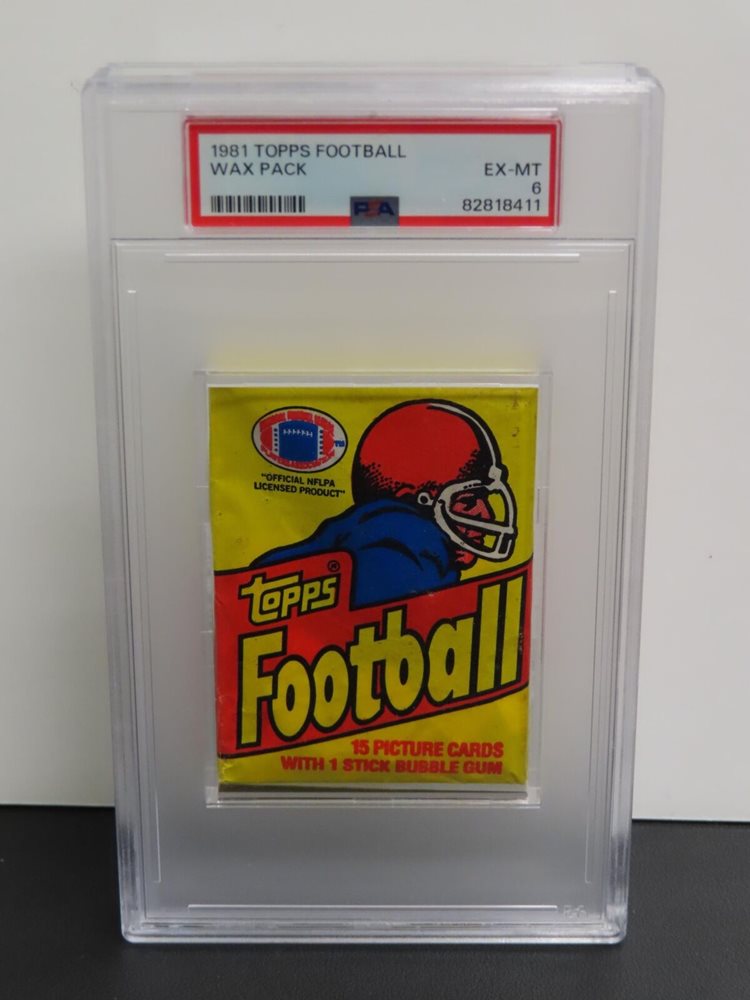 1981 TOPPS FOOTBALL
WAX PACK
EX-MT
6
PSA
82818411
TM
"OFFICIAL NFLPA
LICENSED PRODUCT"
TOPPS®
Football
15 PICTURE CARDS
WITH 1 STICK BUBBLE GUM